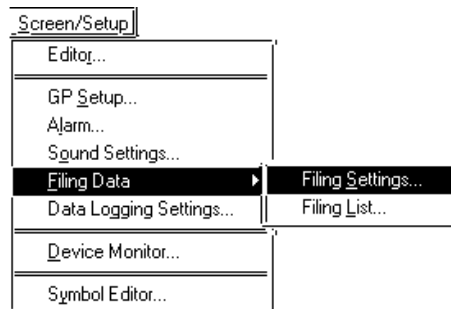 Screen/Setup
Editor...
GP Setup...
Alarm...
Sound Settings...
Filing Data
Filing Settings...
Data Logging Settings...
Filing List...
Device Monitor...
Symbol Editor...